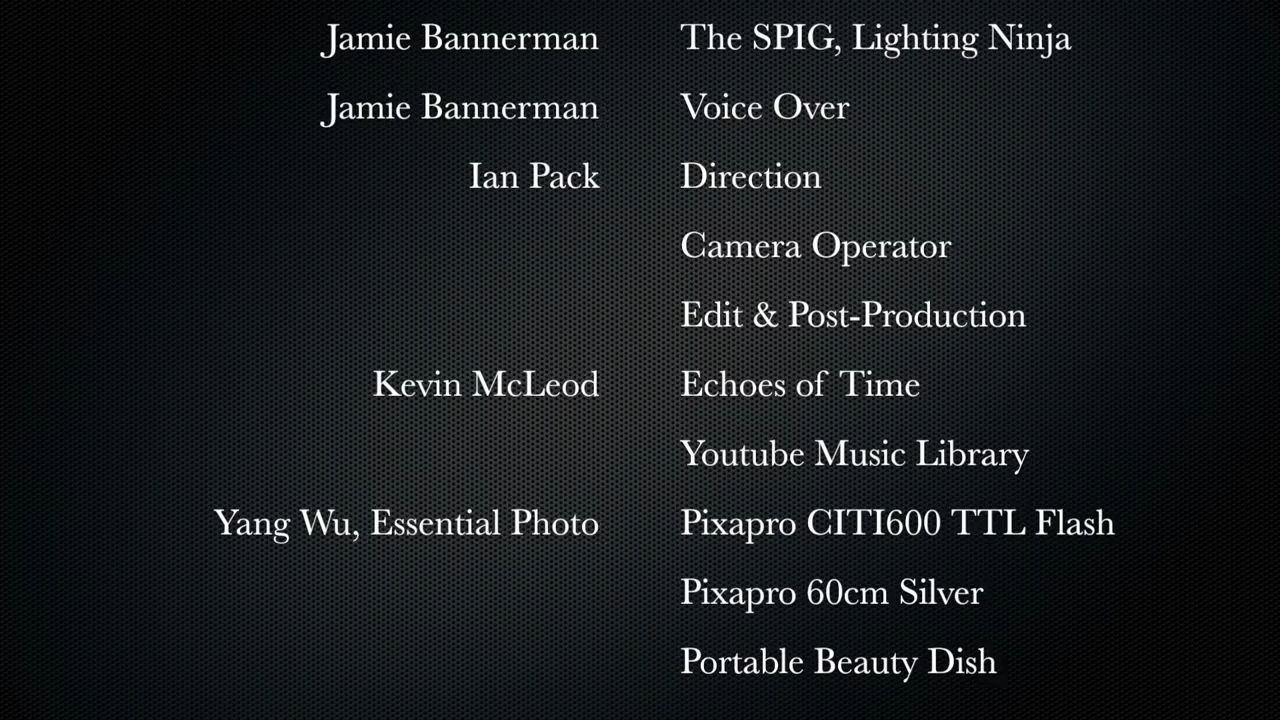 Jamie Bannerman The SPIG, Lighting Ninja
Jamie Bannerman Voice Over
Ian Pack Direction
Camera Operator
Edit & Post-Production
Kevin McLeod Echoes of Time
Youtube Music Library
Yang Wu, Essential Photo Pixapro CITI600 TTL Flash
Pixapro 60cm Silver
Portable Beauty Dish